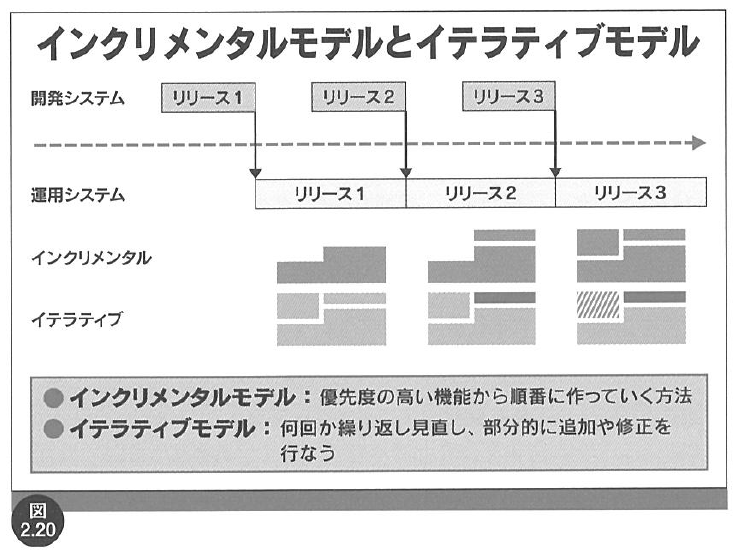 インクリメンタルモデルとイテラティブモデル
開発システム
リリース1
リリース2
リリース3
運用システム
リリース1
リリース2
リリース3
インクリメンタル
イテラティブ
● インクリメンタルモデル：優先度の高い機能から順番に作っていく方法
● イテラティブモデル：何回か繰り返し見直し、部分的に追加や修正を
行なう
図
2.20